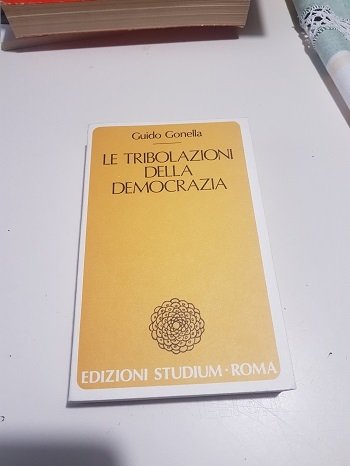 Guido Gonella
LE TRIBOLAZIONI
DELLA
DEMOCRAZIA
EDIZIONI STUDIUM · ROMA